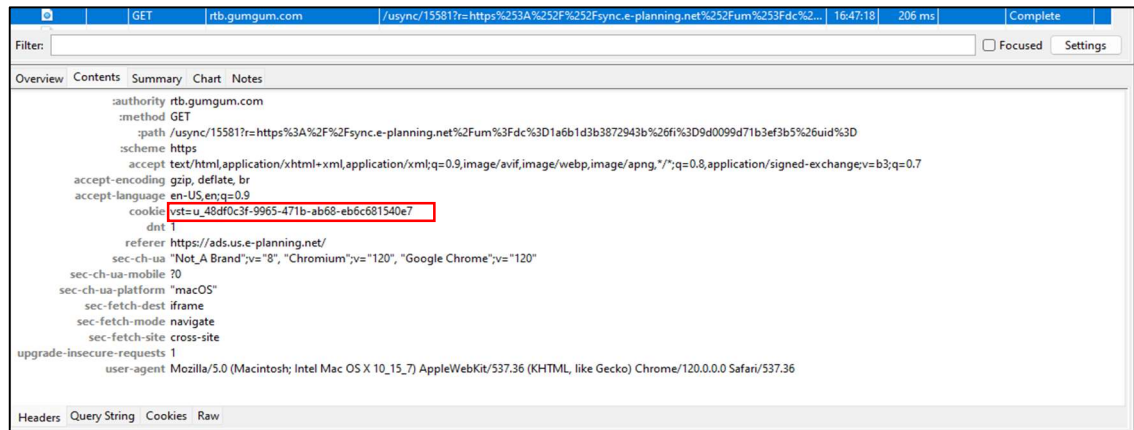 GET rtb.gumgum.com /usync/15581?r=https%253A%252F%252Fsync.e-planning.net%252Fum%253Fdc%2... 16:47:18 206 ms Complete
Filter: Focused Settings
Overview Contents Summary Chart Notes
:authority rtb.gumgum.com
:method GET
:path /usync/15581?r=https%3A%2F%2Fsync.e-planning.net%2Fum%3Fdc%3D1a6b1d3b3872943b%26fi%3D9d0099d71b3ef3b5%26uid%3D
:scheme https
accept text/html,application/xhtml+xml,application/xml;q=0.9,image/avif,image/webp,image/apng,*/*;q=0.8,application/signed-exchange;v=b3;q=0.7
accept-encoding gzip, deflate, br
accept-language en-US,en;q=0.9
cookie vst=u_48df0c3f-9965-471b-ab68-eb6c681540e7
dnt 1
referer https://ads.us.e-planning.net/
sec-ch-ua "Not_A Brand";v="8", "Chromium";v="120", "Google Chrome";v="120"
sec-ch-ua-mobile ?0
sec-ch-ua-platform "macOS"
sec-fetch-dest iframe
sec-fetch-mode navigate
sec-fetch-site cross-site
upgrade-insecure-requests 1
user-agent Mozilla/5.0 (Macintosh; Intel Mac OS X 10_15_7) AppleWebKit/537.36 (KHTML, like Gecko) Chrome/120.0.0.0 Safari/537.36
Headers Query String Cookies Raw